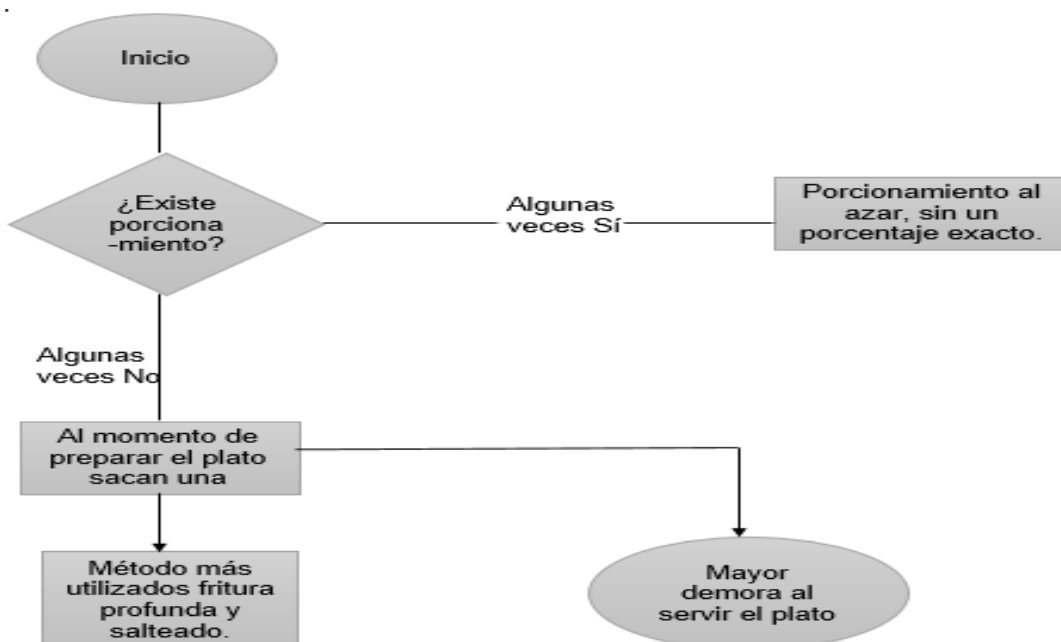 .
Inicio
¿Existe
porciona
-miento?
Algunas
veces Sí
Porcionamiento al
azar, sin un
porcentaje exacto.
Algunas
veces No
Al momento de
preparar el plato
sacan una
Método más
utilizados fritura
profunda y
salteado.
Mayor
demora al
servir el plato